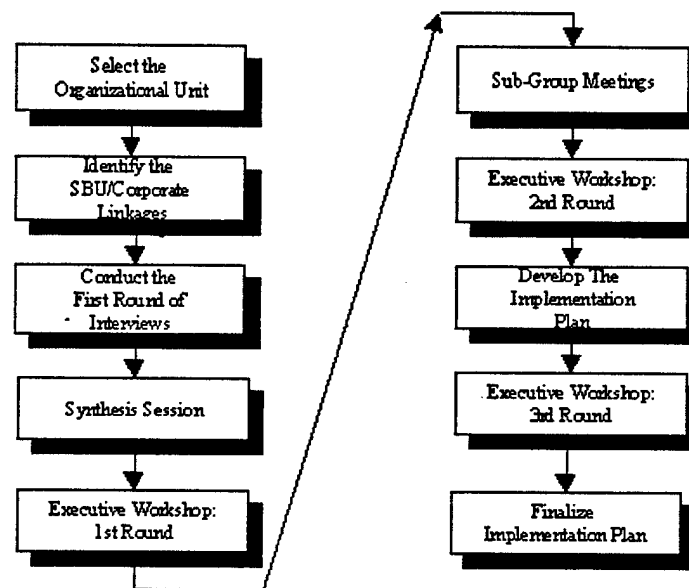 Select the
Organizational Unit
Identify the
SBU/Corporate
Linkages
Conduct the
First Round of
Interviews
Synthesis Session
Executive Workshop:
1st Round
Sub-Group Meetings
Executive Workshop:
2nd Round
Develop The
Implementation
Plan
Executive Workshop:
3rd Round
Finalize
Implementation Plan